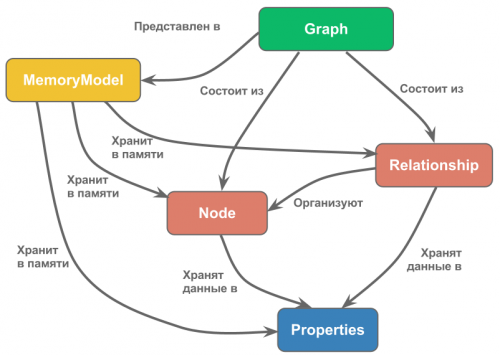 Представлен в
Graph
MemoryModel
Состоит из
Состоит из
Хранит
в памяти
Relationship
Хранит
в памяти
Node
Организуют
Хранит
в памяти
Хранят
данные в
Хранят
данные в
Properties